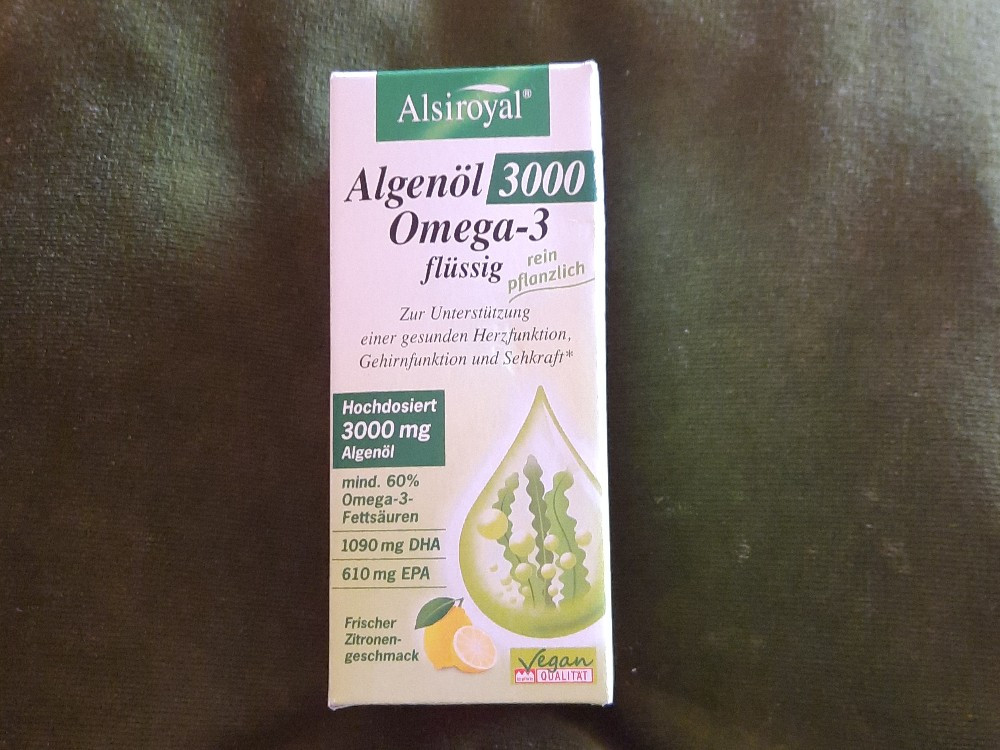 Alsiroyal®
Algenöl 3000
Omega-3
flüssig
rein
pflanzlich
Zur Unterstützung
einer gesunden Herzfunktion,
Gehirnfunktion und Sehkraft*
Hochdosiert
3000 mg
Algenöl
mind. 60%
Omega-3-
Fettsäuren
1090 mg DHA
610 mg EPA
Frischer
Zitronen-
geschmack
Vegan
QUALITÄT